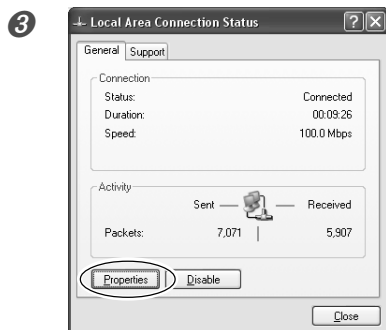 3
Local Area Connection Status
General Support
Connection
Status: Connected
Duration: 00:09:26
Speed: 100.0 Mbps
Activity
Sent — — Received
Packets: 7,071 | 5,907
Properties Disable
Close